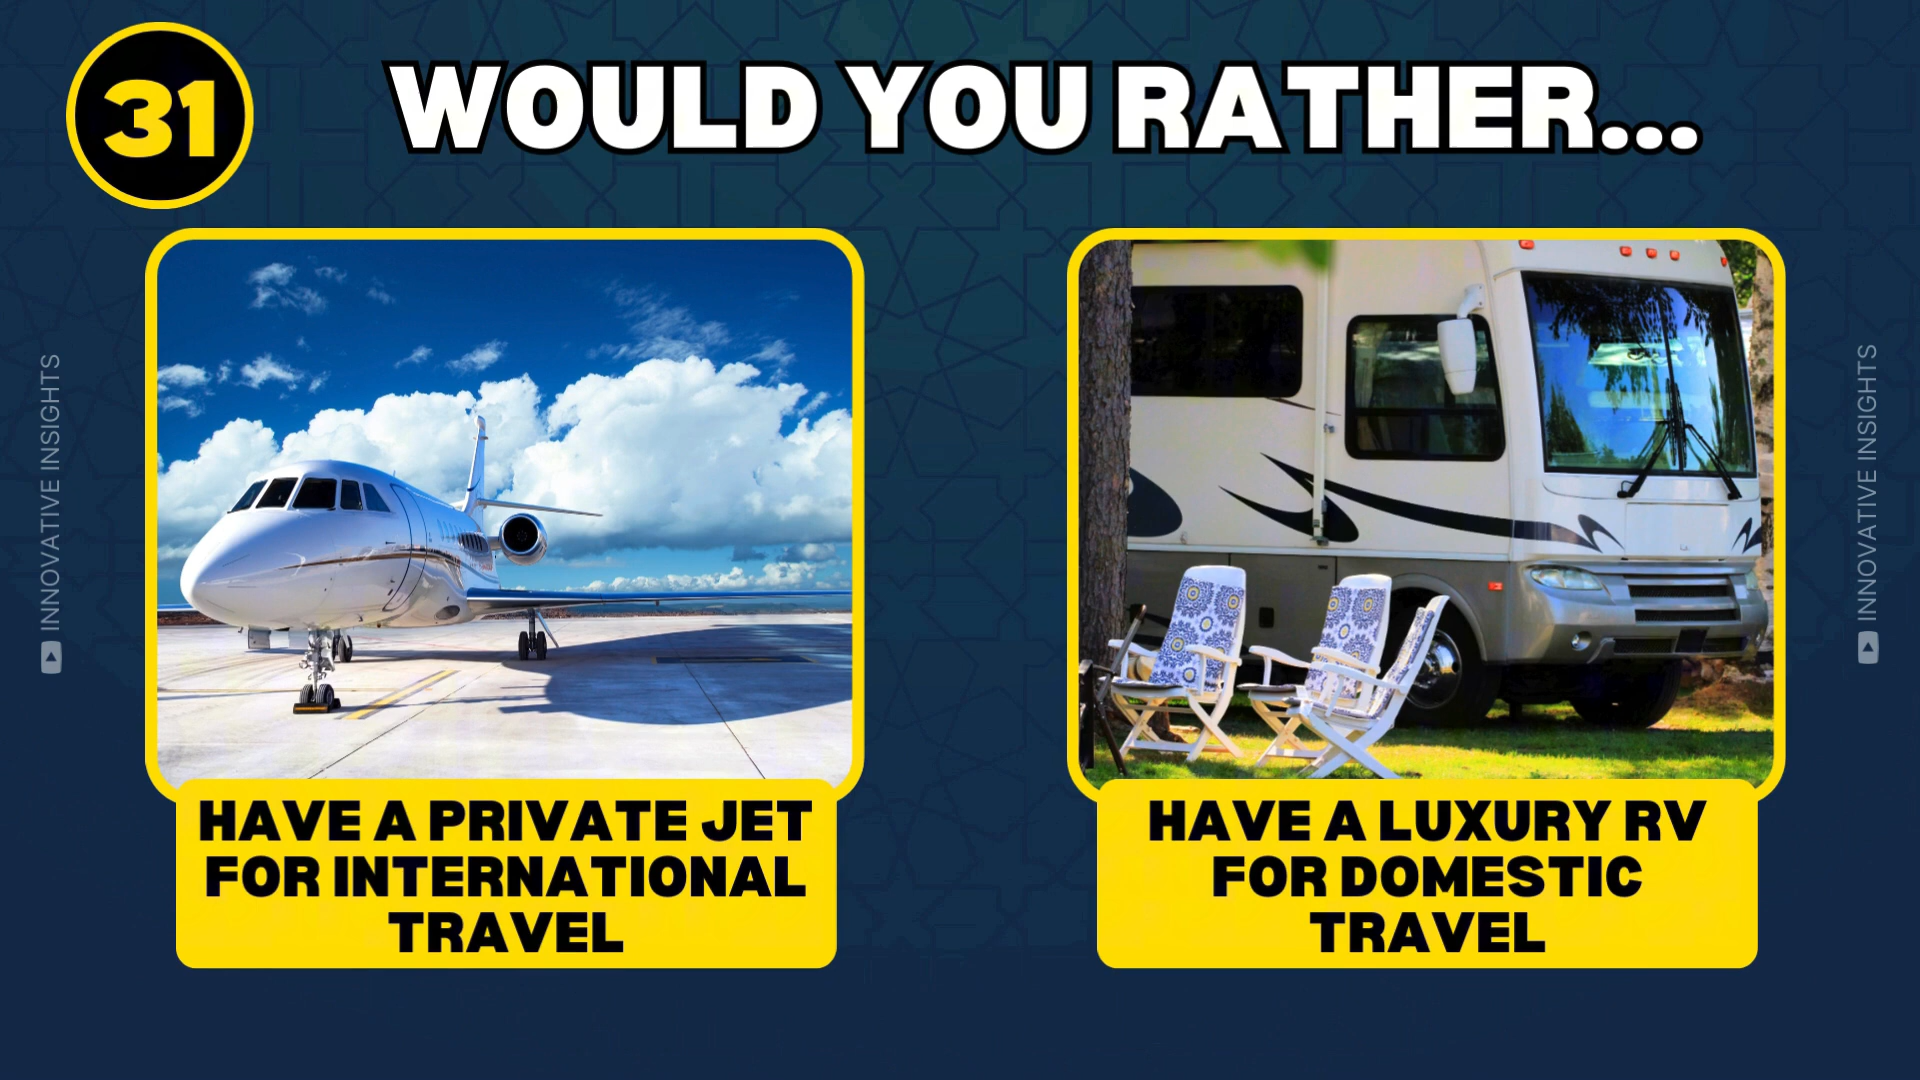 31
WOULD YOU RATHER...
INNOVATIVE INSIGHTS
INNOVATIVE INSIGHTS
HAVE A PRIVATE JET
FOR INTERNATIONAL
TRAVEL
HAVE A LUXURY RV
FOR DOMESTIC
TRAVEL